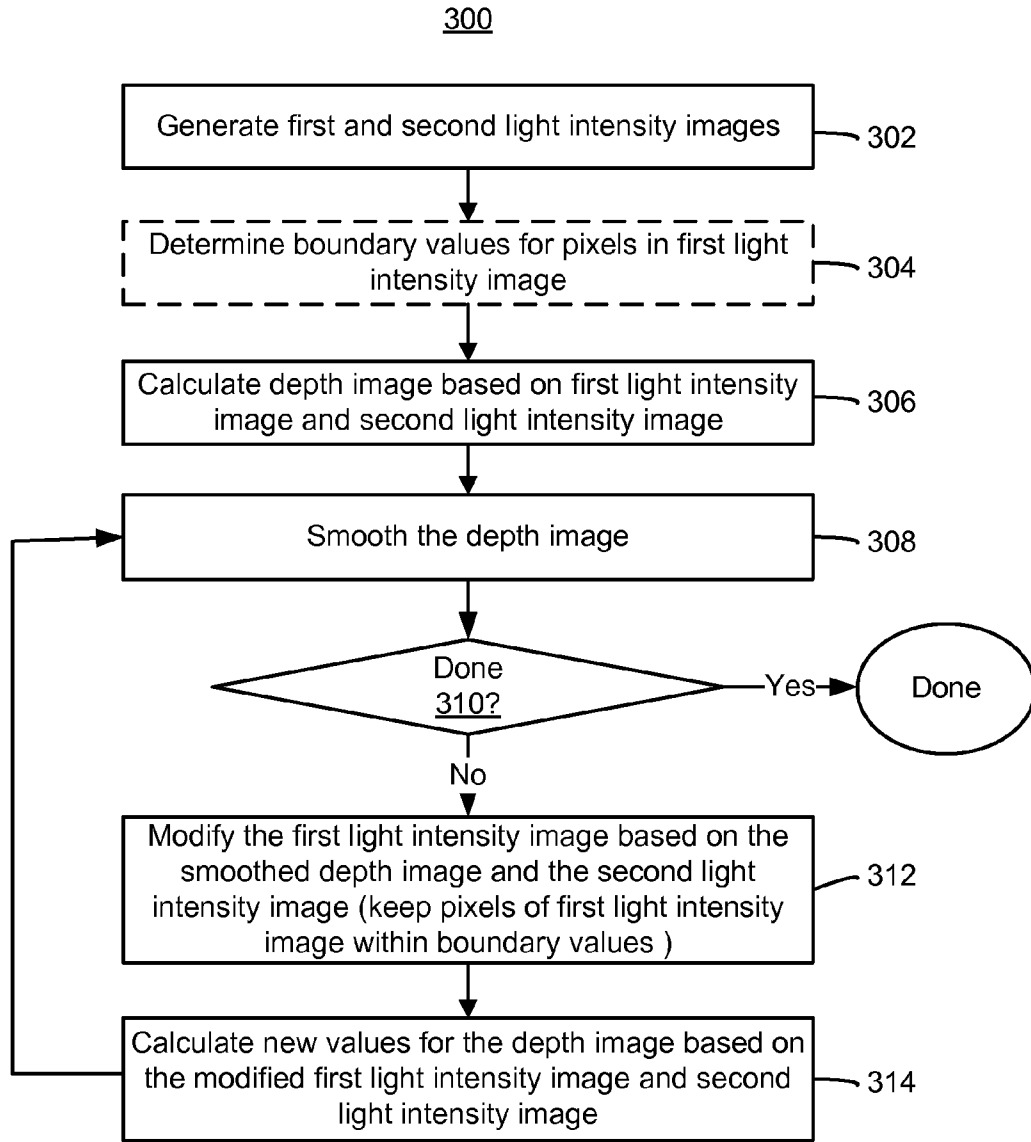 300
Generate first and second light intensity images
302
Determine boundary values for pixels in first light
intensity image
304
Calculate depth image based on first light intensity
image and second light intensity image
306
Smooth the depth image
308
Done
310?
Yes
Done
No
Modify the first light intensity image based on the
smoothed depth image and the second light
intensity image (keep pixels of first light intensity
image within boundary values )
312
Calculate new values for the depth image based on
the modified first light intensity image and second
light intensity image
314